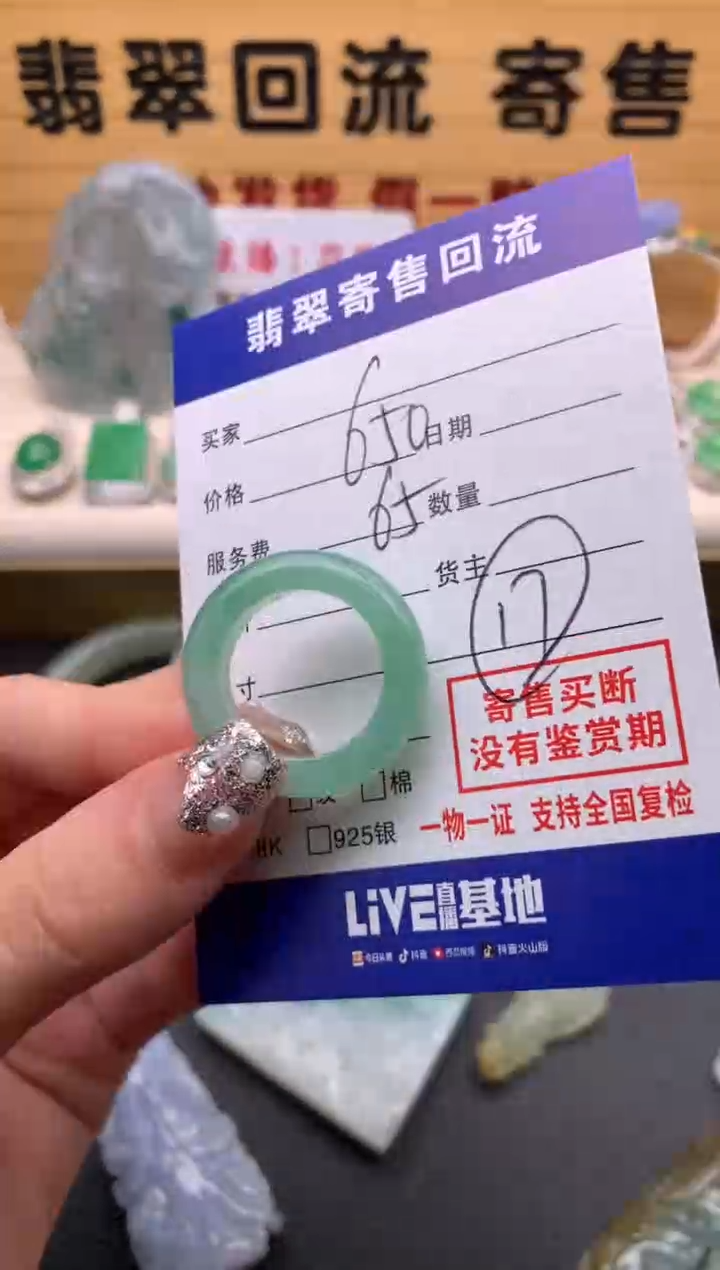 翡翠回流 寄售
翡翠寄售回流
买家
650
日期
价格
65
数量
服务费
货主
17
寸
寄售买断
没有鉴赏期
棉
925银
一物一证 支持全国复检
LiVE直播基地
今日头条 抖音 西瓜视频 抖音火山版